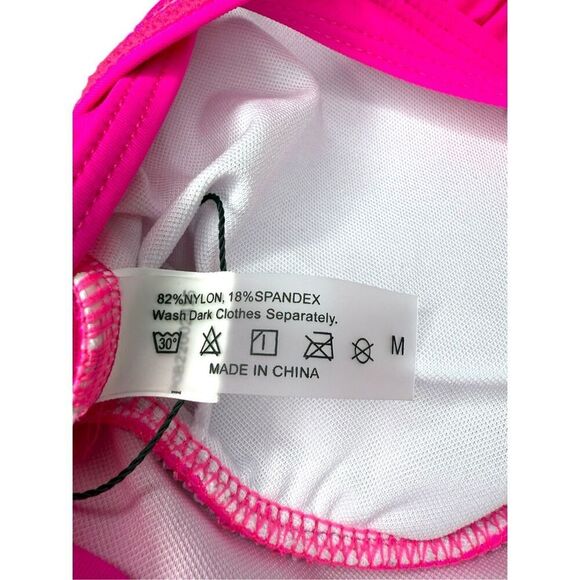 82%NYLON, 18%SPANDEX
Wash Dark Clothes Separately.
30° M
MADE IN CHINA